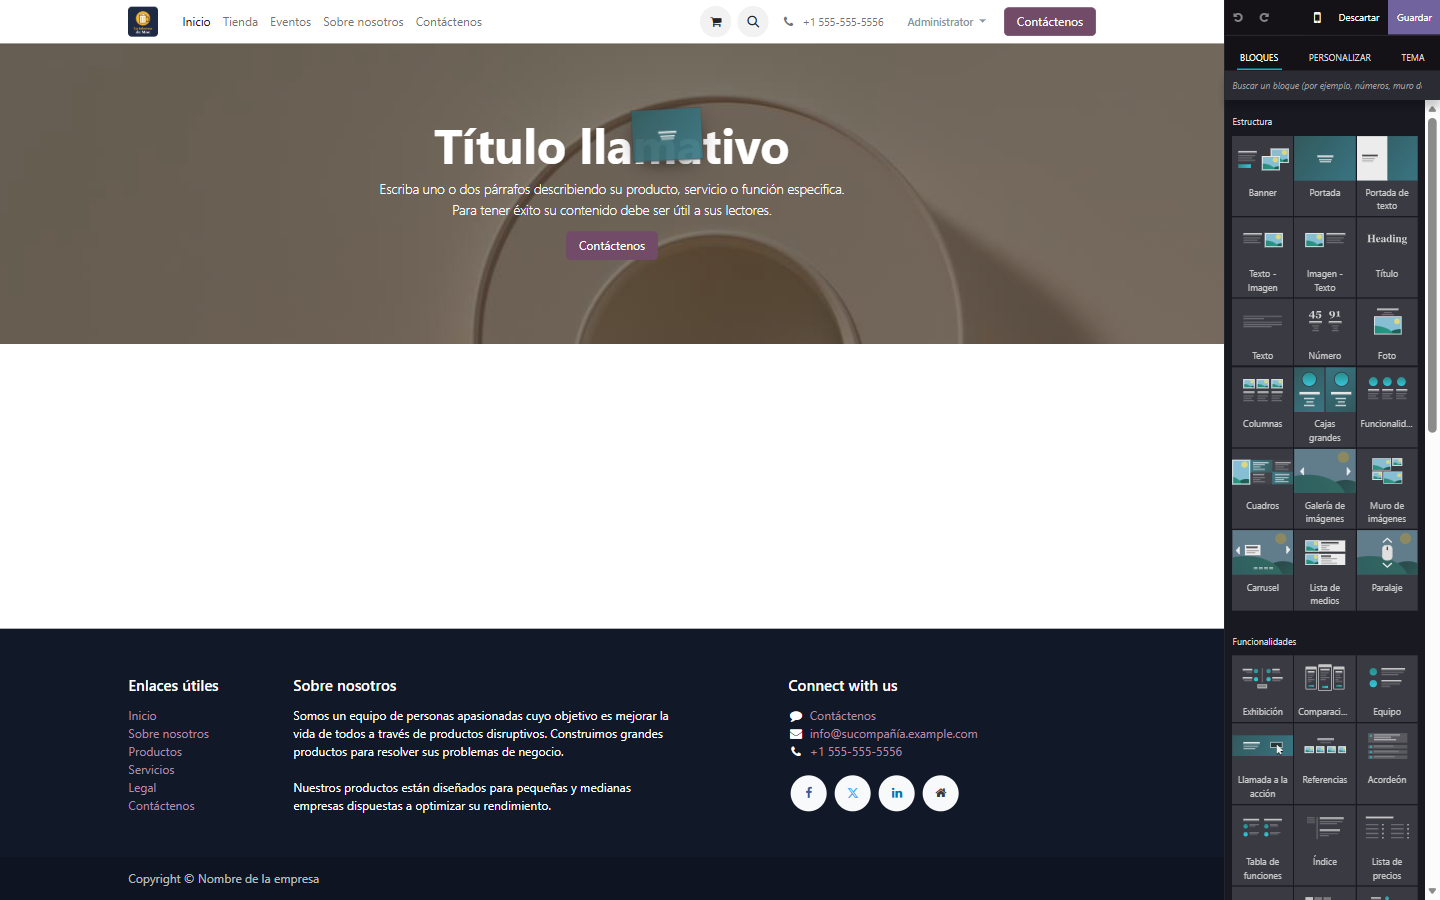 Inicio
Tienda
Eventos
Sobre nosotros
Contáctenos
+1 555-555-5556
Administrator
Contáctenos
Descartar
Guardar
BLOQUES
PERSONALIZAR
TEMA
Buscar un bloque (por ejemplo, números, muro d
Título llamativo
Escriba uno o dos párrafos describiendo su producto, servicio o función específica.
Para tener éxito su contenido debe ser útil a sus lectores.
Contáctenos
Estructura
Banner
Portada
Portada de
texto
Texto -
Imagen
Imagen -
Texto
Heading
Título
Texto
45 91
Número
Foto
Columnas
Cajas
grandes
Funcionalid...
Cuadros
Galería de
imágenes
Muro de
imágenes
Carrusel
Lista de
medios
Paralaje
Funcionalidades
Exhibición
Comparaci...
Equipo
Llamada a la
acción
Referencias
Acordeón
Tabla de
funciones
Índice
Lista de
precios
Enlaces útiles
Inicio
Sobre nosotros
Productos
Servicios
Legal
Contáctenos
Sobre nosotros
Somos un equipo de personas apasionadas cuyo objetivo es mejorar la
vida de todos a través de productos disruptivos. Construimos grandes
productos para resolver sus problemas de negocio.
Nuestros productos están diseñados para pequeñas y medianas
empresas dispuestas a optimizar su rendimiento.
Connect with us
Contáctenos
info@sucompañía.example.com
+1 555-555-5556
Copyright © Nombre de la empresa